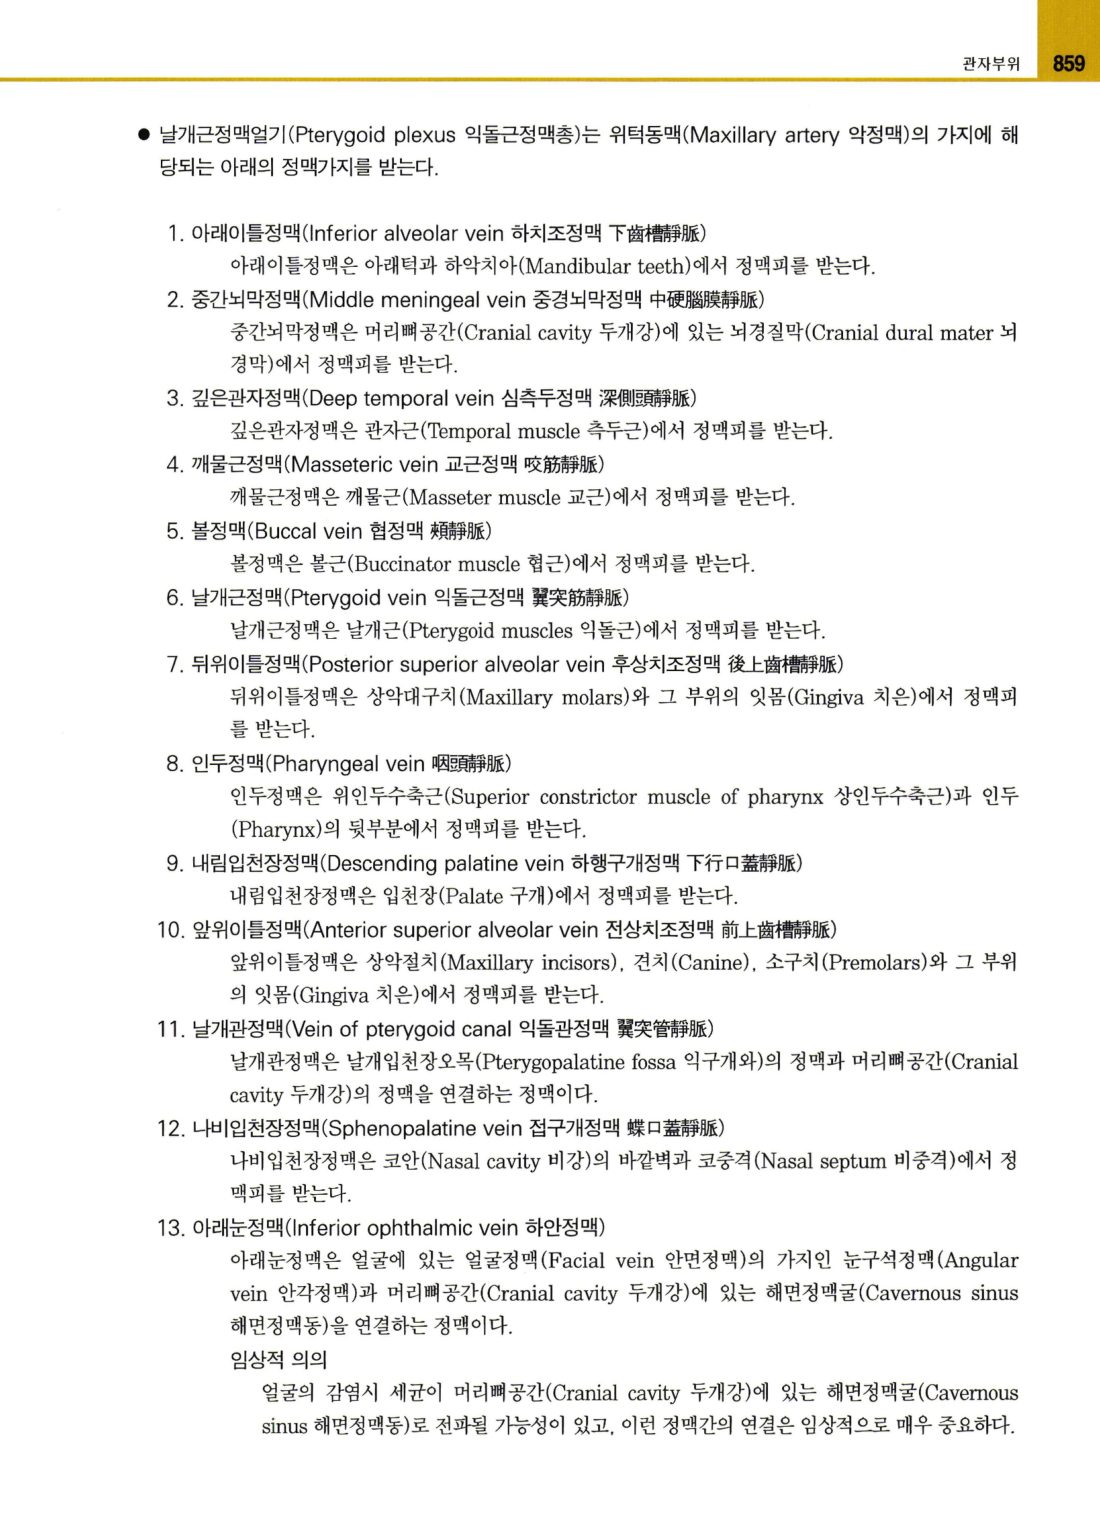 관자부위 859
● 날개근정맥얼기(Pterygoid plexus 익돌근정맥총)는 위턱동맥(Maxillary artery 악정맥)의 가지에 해
당되는 아래의 정맥가지를 받는다.
1. 아래이틀정맥(Inferior alveolar vein 하치조정맥 下齒槽靜脈)
아래이틀정맥은 아래턱과 하악치아(Mandibular teeth)에서 정맥피를 받는다.
2. 중간뇌막정맥(Middle meningeal vein 중경뇌막정맥 中硬腦膜靜脈)
중간뇌막정맥은 머리뼈공간(Cranial cavity 두개강)에 있는 뇌경질막(Cranial dural mater 뇌
경막)에서 정맥피를 받는다.
3. 깊은관자정맥(Deep temporal vein 심측두정맥 深側頭靜脈)
깊은관자정맥은 관자근(Temporal muscle 측두근)에서 정맥피를 받는다.
4. 깨물근정맥(Masseteric vein 교근정맥 咬筋靜脈)
깨물근정맥은 깨물근(Masseter muscle 교근)에서 정맥피를 받는다.
5. 볼정맥(Buccal vein 협정맥 頰靜脈)
볼정맥은 볼근(Buccinator muscle 협근)에서 정맥피를 받는다.
6. 날개근정맥(Pterygoid vein 익돌근정맥 翼突筋靜脈)
날개근정맥은 날개근(Pterygoid muscles 익돌근)에서 정맥피를 받는다.
7. 뒤위이틀정맥(Posterior superior alveolar vein 후상치조정맥 後上齒槽靜脈)
뒤위이틀정맥은 상악대구치(Maxillary molars)와 그 부위의 잇몸(Gingiva 치은)에서 정맥피
를 받는다.
8. 인두정맥(Pharyngeal vein 咽頭靜脈)
인두정맥은 위인두수축근(Superior constrictor muscle of pharynx 상인두수축근)과 인두
(Pharynx)의 뒷부분에서 정맥피를 받는다.
9. 내림입천장정맥(Descending palatine vein 하행구개정맥 下行口蓋靜脈)
내림입천장정맥은 입천장(Palate 구개)에서 정맥피를 받는다.
10. 앞위이틀정맥(Anterior superior alveolar vein 전상치조정맥 前上齒槽靜脈)
앞위이틀정맥은 상악절치(Maxillary incisors), 견치(Canine), 소구치(Premolars)와 그 부위
의 잇몸(Gingiva 치은)에서 정맥피를 받는다.
11. 날개관정맥(Vein of pterygoid canal 익돌관정맥 翼突管靜脈)
날개관정맥은 날개입천장오목(Pterygopalatine fossa 익구개와)의 정맥과 머리뼈공간(Cranial
cavity 두개강)의 정맥을 연결하는 정맥이다.
12. 나비입천장정맥(Sphenopalatine vein 접구개정맥 蝶口蓋靜脈)
나비입천장정맥은 코안(Nasal cavity 비강)의 바깥벽과 코중격(Nasal septum 비중격)에서 정
맥피를 받는다.
13. 아래눈정맥(Inferior ophthalmic vein 하안정맥)
아래눈정맥은 얼굴에 있는 얼굴정맥(Facial vein 안면정맥)의 가지인 눈구석정맥(Angular
vein 안각정맥)과 머리뼈공간(Cranial cavity 두개강)에 있는 해면정맥굴(Cavernous sinus
해면정맥동)을 연결하는 정맥이다.
임상적 의의
얼굴의 감염시 세균이 머리뼈공간(Cranial cavity 두개강)에 있는 해면정맥굴(Cavernous
sinus 해면정맥동)로 전파될 가능성이 있고, 이런 정맥간의 연결은 임상적으로 매우 중요하다.